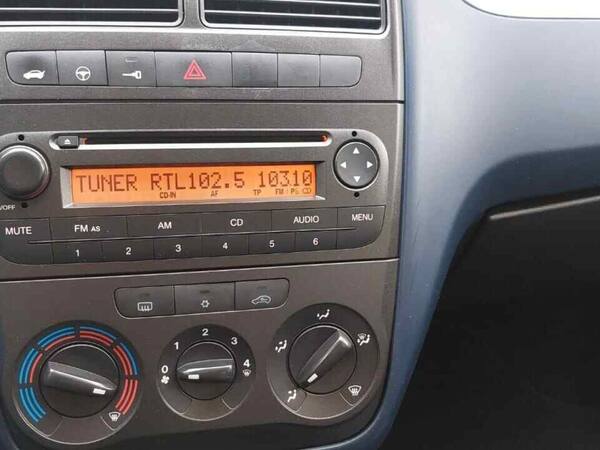 TUNER RTL102.5 10310
CD-IN AF TP FM PS CD
/OFF
MUTE FM AS AM CD AUDIO MENU
1 2 3 4 5 6
0 1 2 3 4